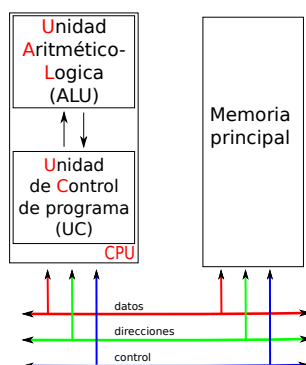 Unidad
Aritmético-
Logica
(ALU)
Unidad
de Control
de programa
(UC)
CPU
Memoria
principal
datos
direcciones
control